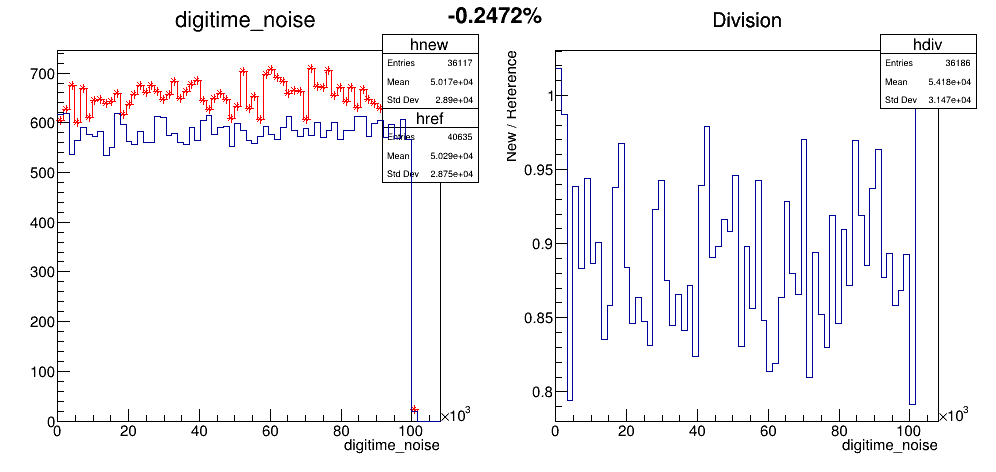 -0.2472%
digitime_noise
hnew
Entries 36117
Mean 5.017e+04
Std Dev 2.89e+04
href
Entries 40635
Mean 5.029e+04
Std Dev 2.875e+04
700
600
500
400
300
200
100
0
0 20 40 60 80 100
×10³
digitime_noise
Division
hdiv
Entries 36186
Mean 5.418e+04
Std Dev 3.147e+04
New / Reference
1
0.95
0.9
0.85
0.8
0 20 40 60 80 100
×10³
digitime_noise